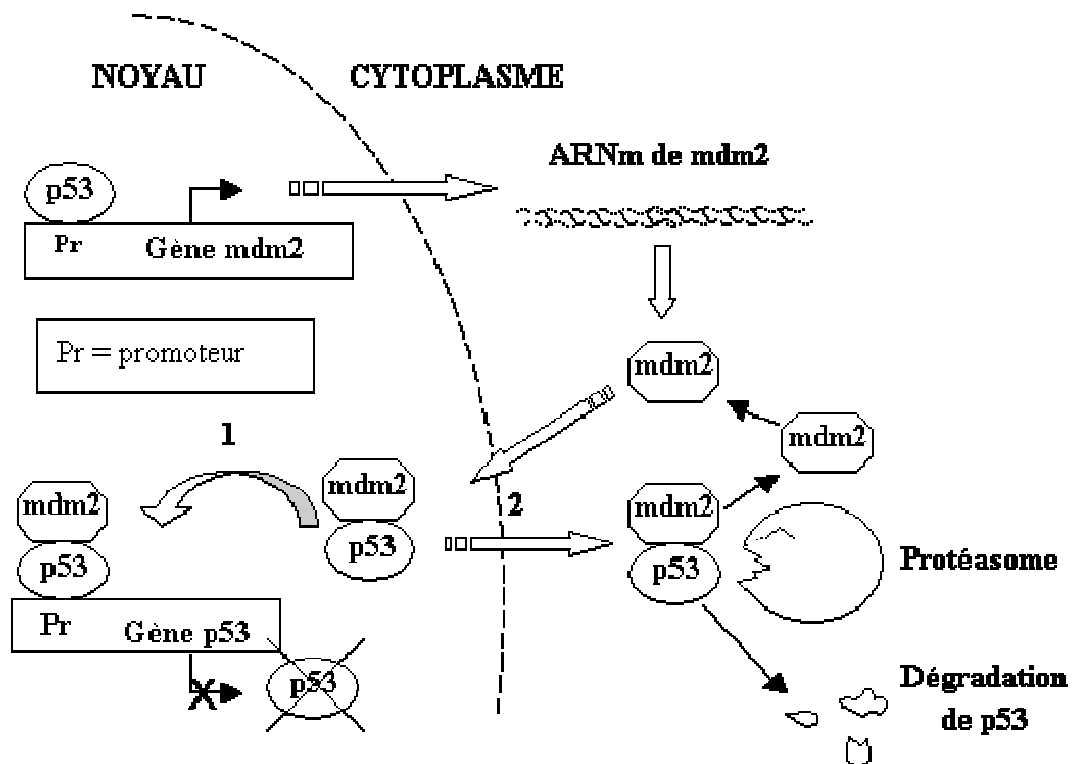 NOYAU
CYTOPLASME
ARNm de mdm2
p53
Pr
Gène mdm2
Pr = promoteur
mdm2
mdm2
1
mdm2
mdm2
2
mdm2
p53
p53
p53
Protéasome
Pr
Gène p53
p53
Dégradation
de p53